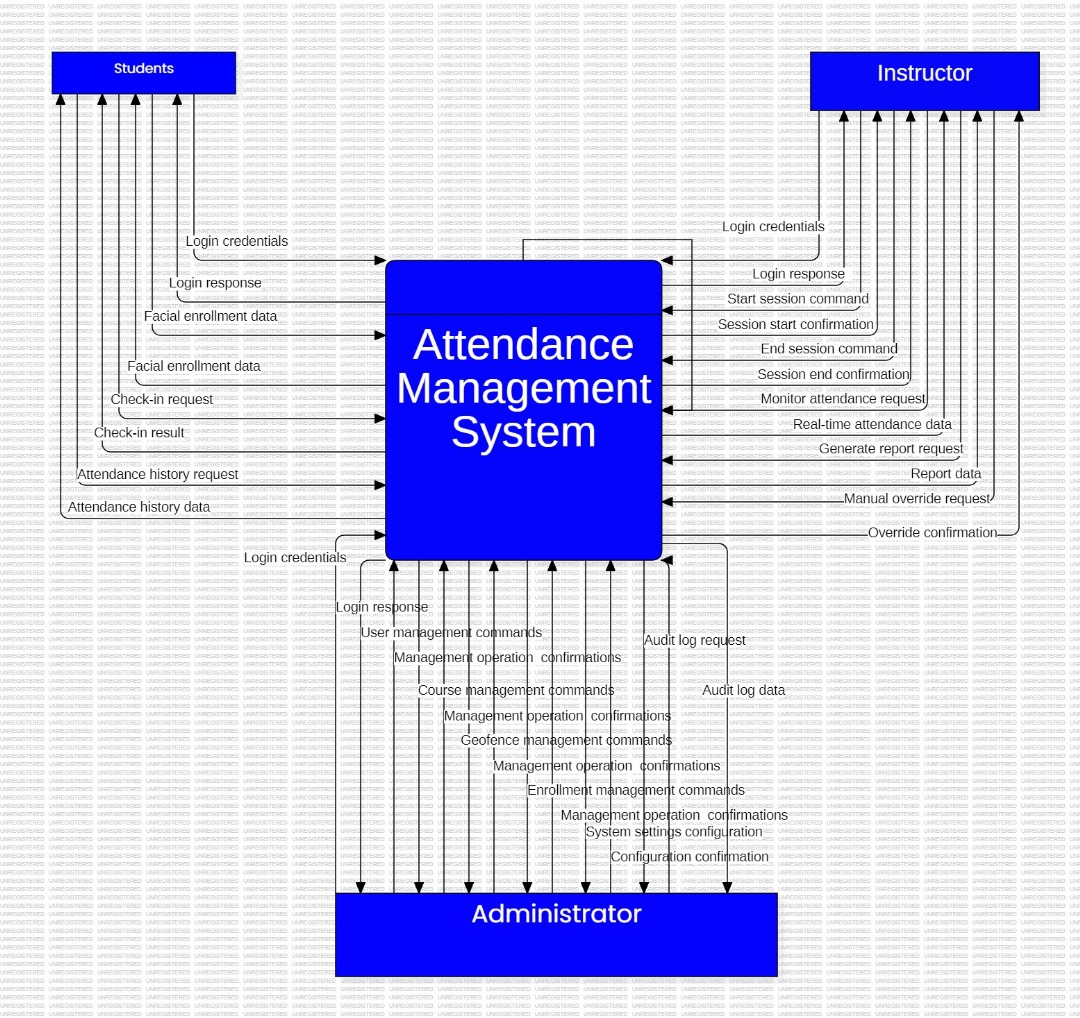 Students
Instructor
Login credentials
Login credentials
Login response
Login response
Start session command
Facial enrollment data
Session start confirmation
Attendance
Management
System
End session command
Facial enrollment data
Session end confirmation
Check-in request
Monitor attendance request
Real-time attendance data
Check-in result
Generate report request
Attendance history request
Report data
Manual override request
Attendance history data
Override confirmation
Login credentials
Login response
User management commands
Audit log request
Management operation confirmations
Course management commands
Audit log data
Management operation confirmations
Geofence management commands
Management operation confirmations
Enrollment management commands
Management operation confirmations
System settings configuration
Configuration confirmation
Administrator
UNREGISTERED